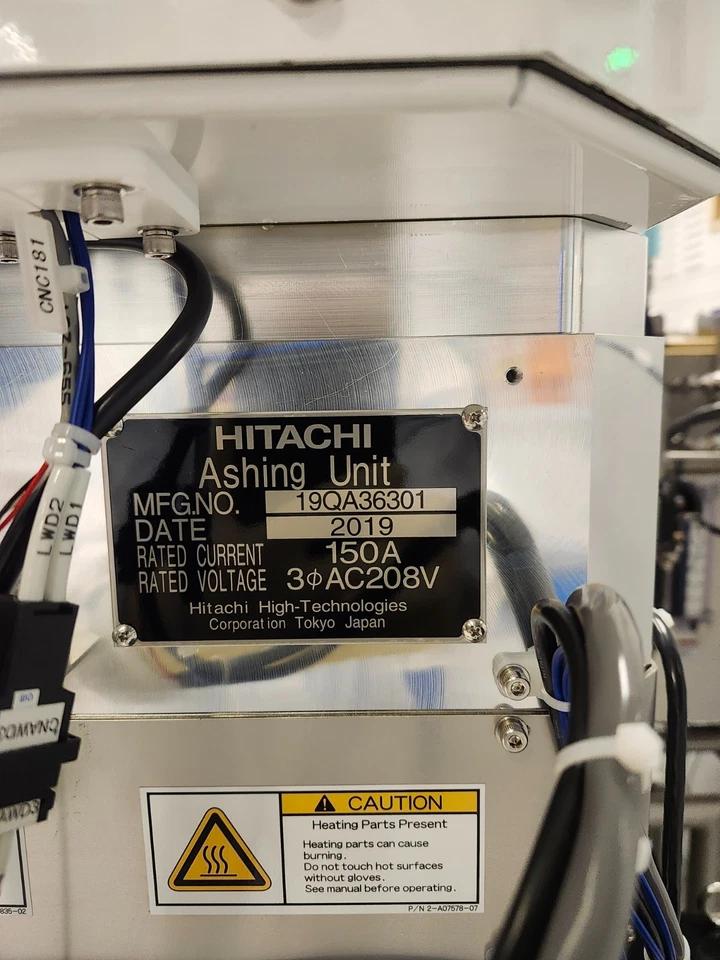 CNC181
LWD2
LWD1
HITACHI
Ashing Unit
MFG.NO. 19QA36301
DATE 2019
RATED CURRENT 150A
RATED VOLTAGE 3φAC208V
Hitachi High-Technologies
Corporation Tokyo Japan
CAUTION
Heating Parts Present
Heating parts can cause
burning.
Do not touch hot surfaces
without gloves.
See manual before operating.
P/N 2-A07578-07
835-02